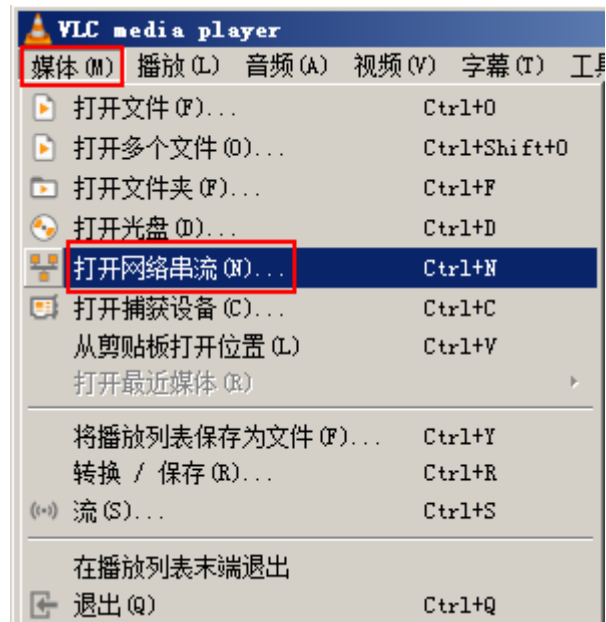 VLC media player
媒体(M) 播放(L) 音频(A) 视频(V) 字幕(T)
打开文件(F)... Ctrl+O
打开多个文件(O)... Ctrl+Shift+O
打开文件夹(F)... Ctrl+F
打开光盘(D)... Ctrl+D
打开网络串流(N)... Ctrl+N
打开捕获设备(C)... Ctrl+C
从剪贴板打开位置(L) Ctrl+V
打开最近媒体(R)
将播放列表保存为文件(F)... Ctrl+Y
转换 / 保存(R)... Ctrl+R
流(S)... Ctrl+S
在播放列表末端退出
退出(Q) Ctrl+Q